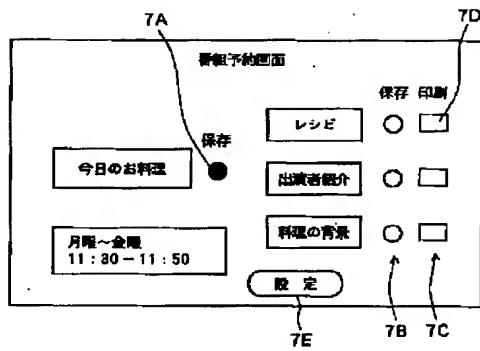 7A
7D
番組予約画面
保存 印刷
レシピ
保存
今日のお料理
出演者紹介
料理の背景
月曜～金曜
11：30－11：50
設 定
7E
7B
7C